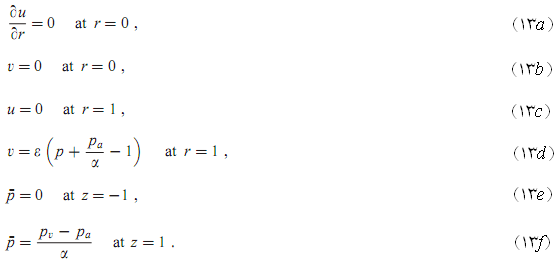 ∂u/∂r = 0 at r = 0 , (۱۳a)
v = 0 at r = 0 , (۱۳b)
u = 0 at r = 1 , (۱۳c)
v = ε ( p + p_a/α − 1 ) at r = 1 , (۱۳d)
p̄ = 0 at z = −1 , (۱۳e)
p̄ = (p_v − p_a)/α at z = 1 . (۱۳f)